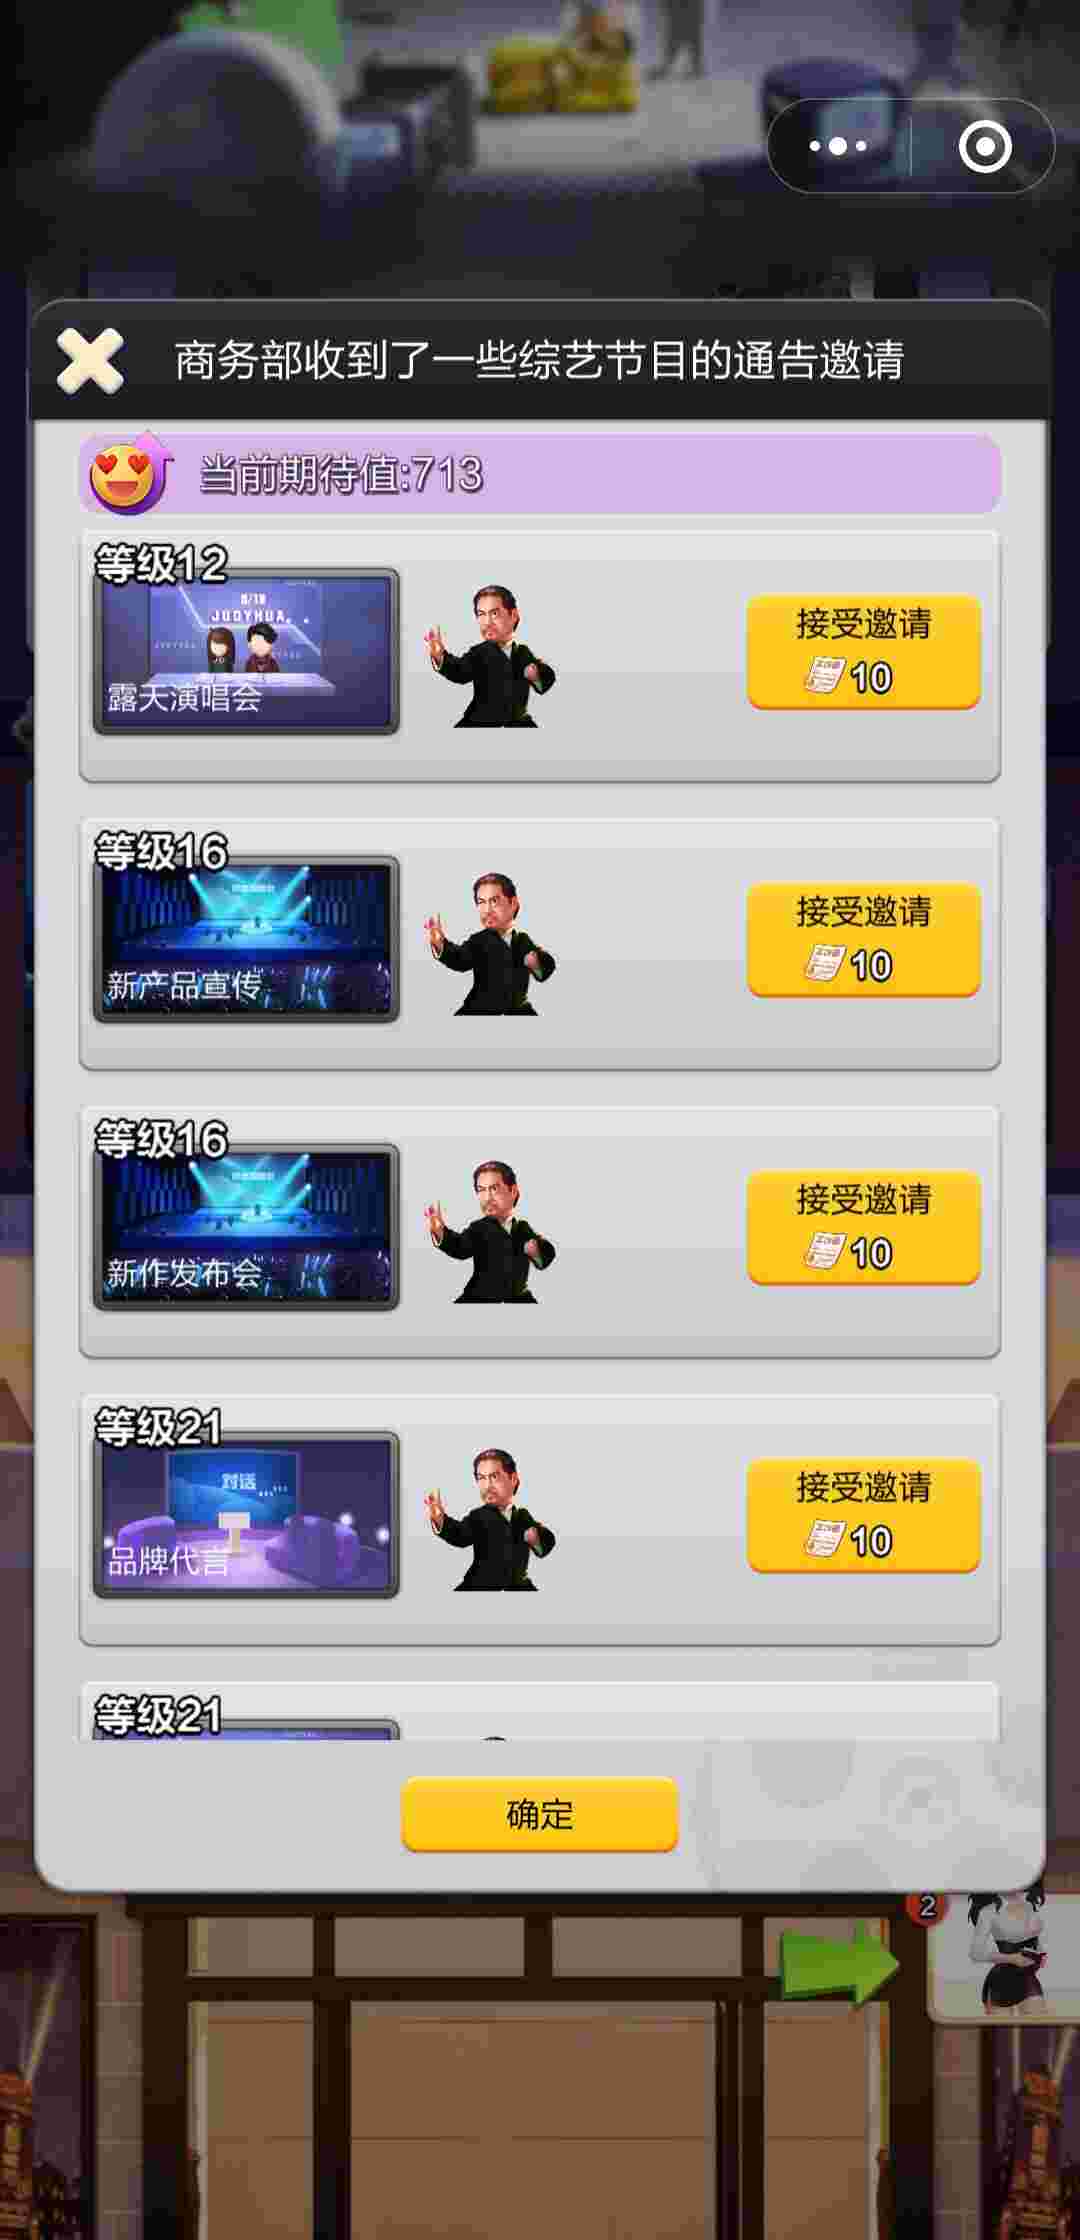 商务部收到了一些综艺节目的通告邀请
当前期待值:713
等级12
8/18
JUDYHUA
露天演唱会
接受邀请
10
等级16
新产品宣传
接受邀请
10
等级16
新作发布会
接受邀请
10
等级21
对话
品牌代言
接受邀请
10
等级21
确定
2